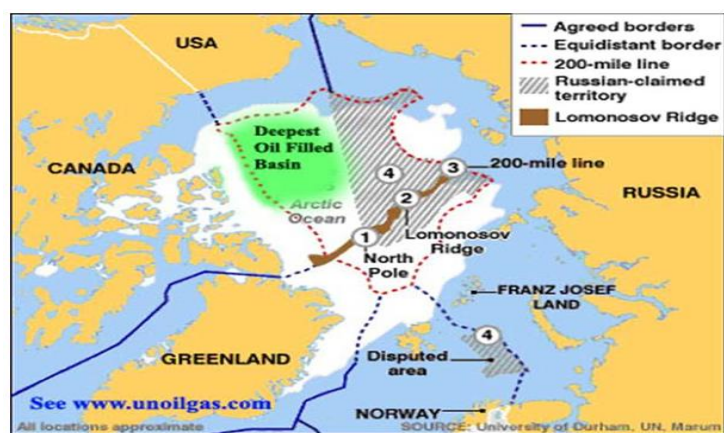 USA
Agreed borders
Equidistant border
200-mile line
Russian-claimed
territory
Lomonosov Ridge
Deepest
Oil Filled
Basin
CANADA
4
3
200-mile line
RUSSIA
Arctic
Ocean
2
Lomonosov
Ridge
1
North
Pole
FRANZ JOSEF
LAND
4
GREENLAND
Disputed
area
See www.unoilgas.com
NORWAY
All locations approximate
SOURCE: University of Durham, UN, Marum